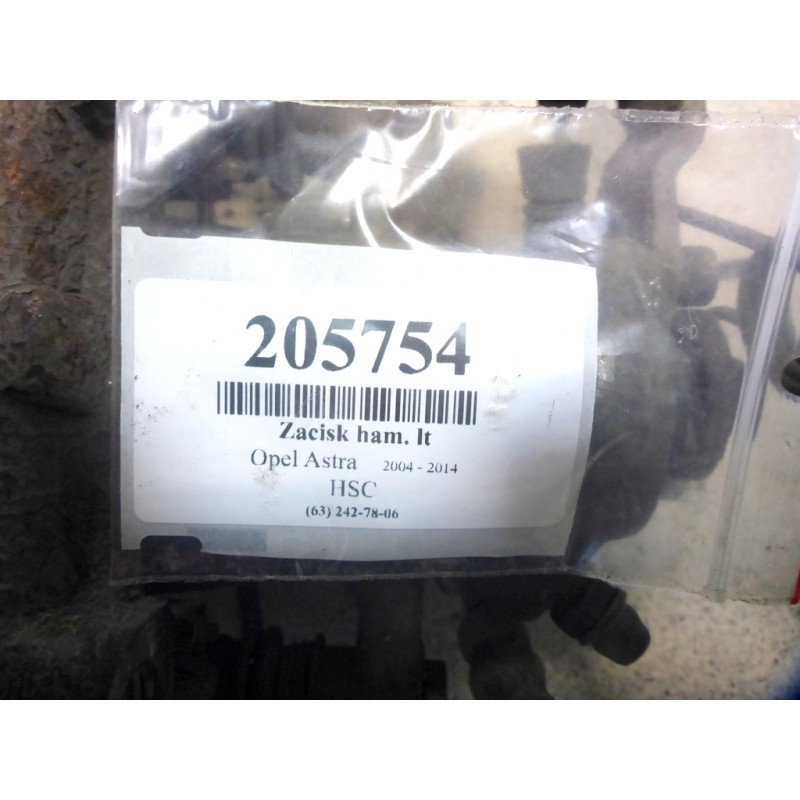 205754
Zacisk ham. lt
Opel Astra 2004 - 2014
HSC
(63) 242-78-06